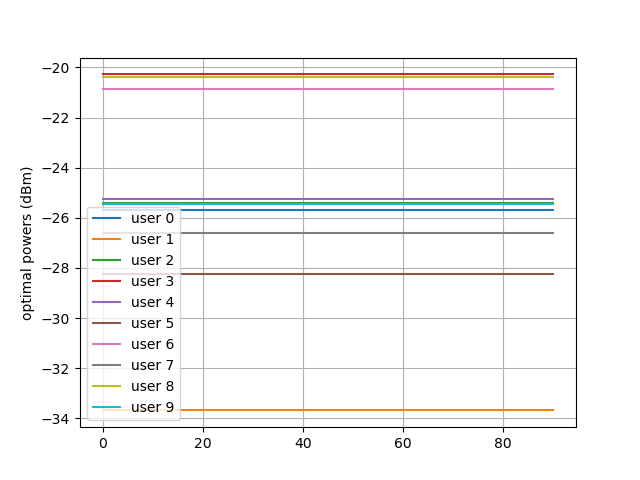 −20
−22
−24
−26
−28
−30
−32
−34
optimal powers (dBm)
user 0
user 1
user 2
user 3
user 4
user 5
user 6
user 7
user 8
user 9
0 20 40 60 80